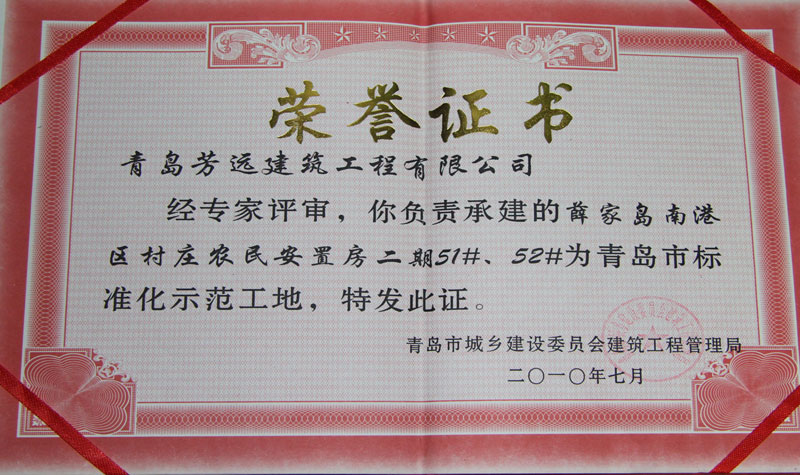 荣誉证书
青岛芳远建筑工程有限公司
经专家评审，你负责承建的薛家岛南港
区村庄农民安置房二期51#、52#为青岛市标
准化示范工地，特发此证。
青岛市城乡建设委员会建筑工程管理局
二〇一〇年七月